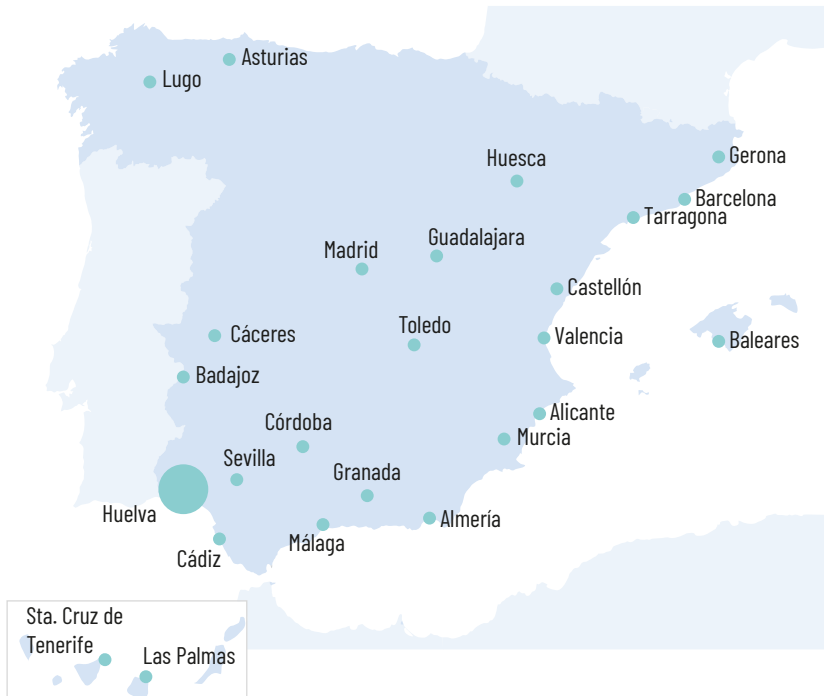 Asturias
Lugo
Huesca
Gerona
Barcelona
Tarragona
Madrid
Guadalajara
Castellón
Cáceres
Toledo
Valencia
Baleares
Badajoz
Córdoba
Alicante
Murcia
Sevilla
Granada
Huelva
Almería
Málaga
Cádiz
Sta. Cruz de
Tenerife
Las Palmas